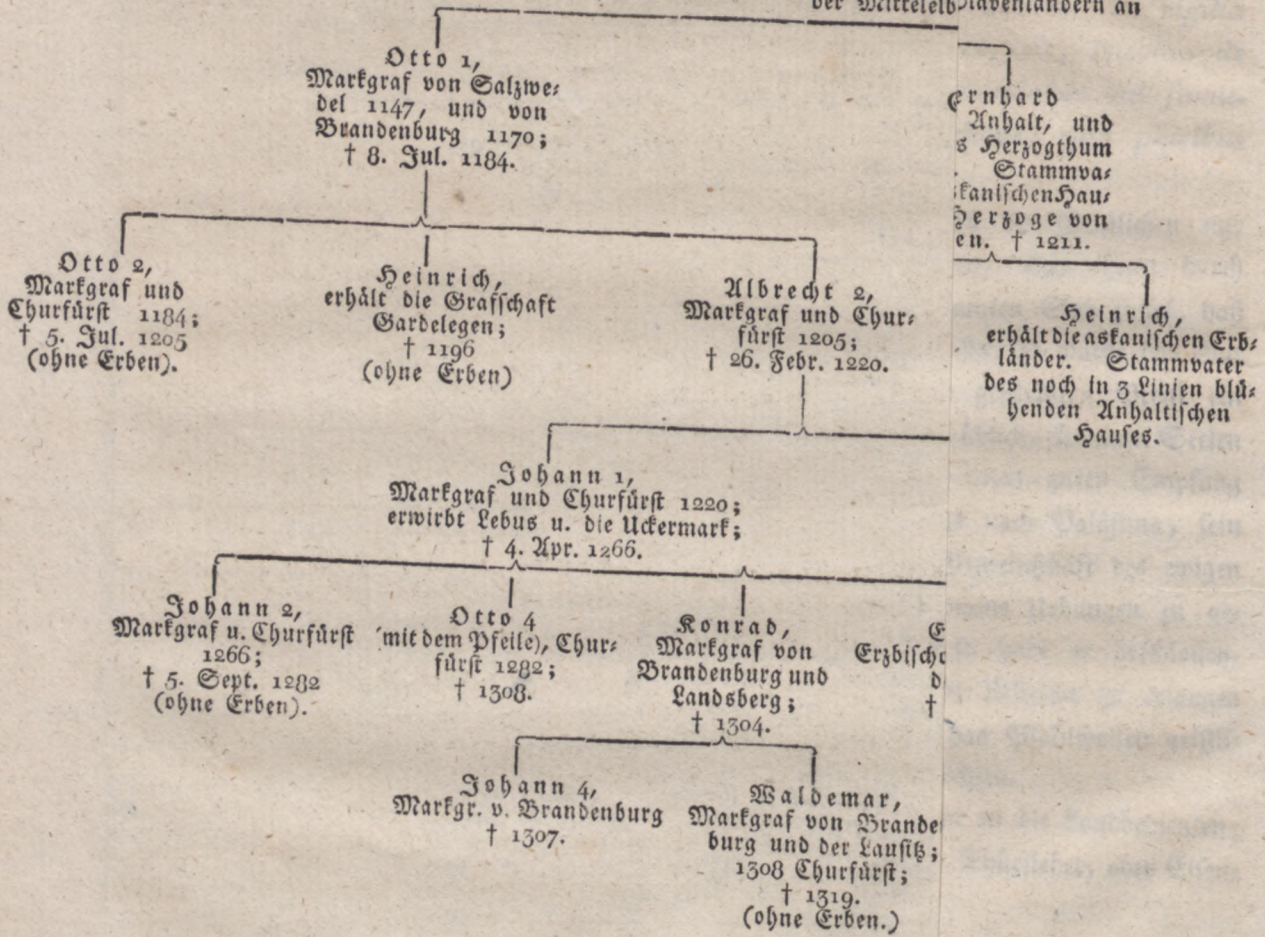 der Mittelelb
slavenländern an
Otto 1,
Markgraf von Salzwe⸗
del 1147, und von
Brandenburg 1170;
† 8. Jul. 1184.
ernhard
Anhalt, und
s Herzogthum
. Stammva⸗
skanischen Hau⸗
Herzoge von
en. † 1211.
Otto 2,
Markgraf und
Churfürst 1184;
† 5. Jul. 1205
(ohne Erben).
Heinrich,
erhält die Grafschaft
Gardelegen;
† 1196
(ohne Erben)
Albrecht 2,
Markgraf und Chur⸗
fürst 1205;
† 26. Febr. 1220.
Heinrich,
erhält die askanischen Erb⸗
länder. Stammvater
des noch in 3 Linien blü⸗
henden Anhaltischen
Hauses.
Johann 1,
Markgraf und Churfürst 1220;
erwirbt Lebus u. die Uckermark;
† 4. Apr. 1266.
Johann 2,
Markgraf u. Churfürst
1266;
† 5. Sept. 1282
(ohne Erben).
Otto 4
mit dem Pfeile), Chur⸗
fürst 1282;
† 1308.
Konrad,
Markgraf von
Brandenburg und
Landsberg;
† 1304.
E
Erzbischo
d
†
Johann 4,
Markgr. v. Brandenburg
† 1307.
Waldemar,
Markgraf von Brande
burg und der Lausitz;
1308 Churfürst;
† 1319.
(ohne Erben.)